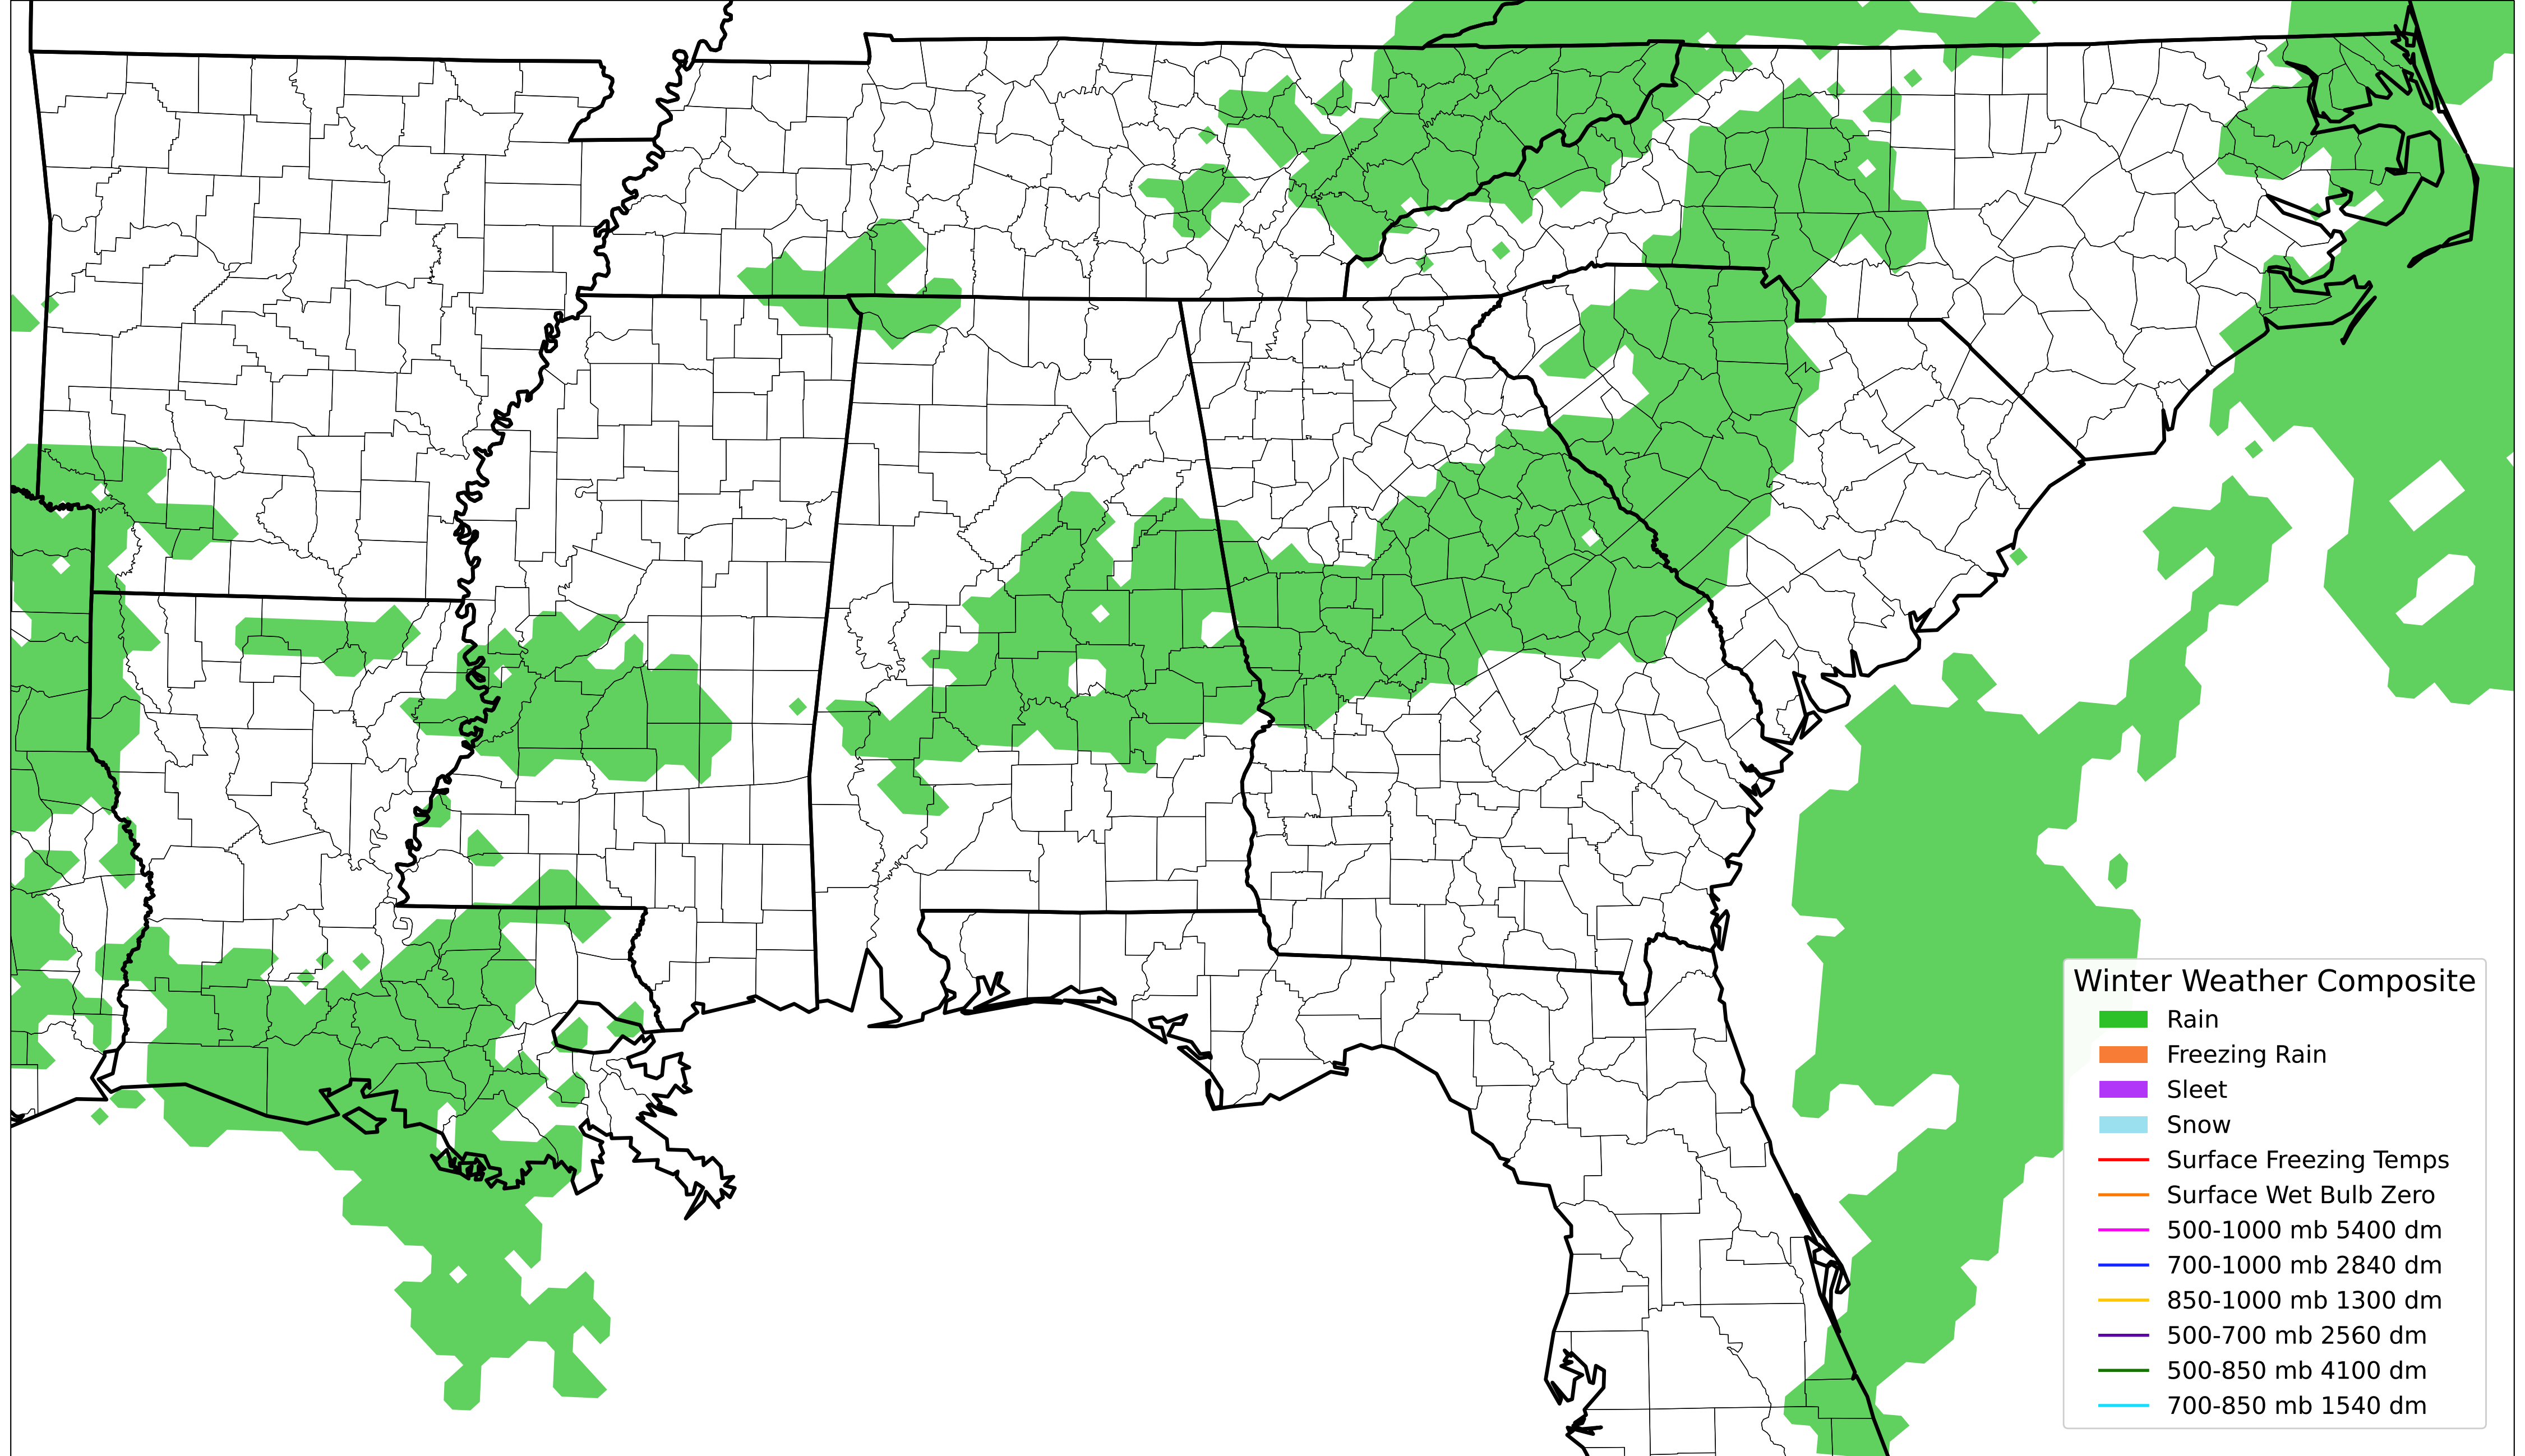 Winter Weather Composite
Rain
Freezing Rain
Sleet
Snow
Surface Freezing Temps
Surface Wet Bulb Zero
500-1000 mb 5400 dm
700-1000 mb 2840 dm
850-1000 mb 1300 dm
500-700 mb 2560 dm
500-850 mb 4100 dm
700-850 mb 1540 dm